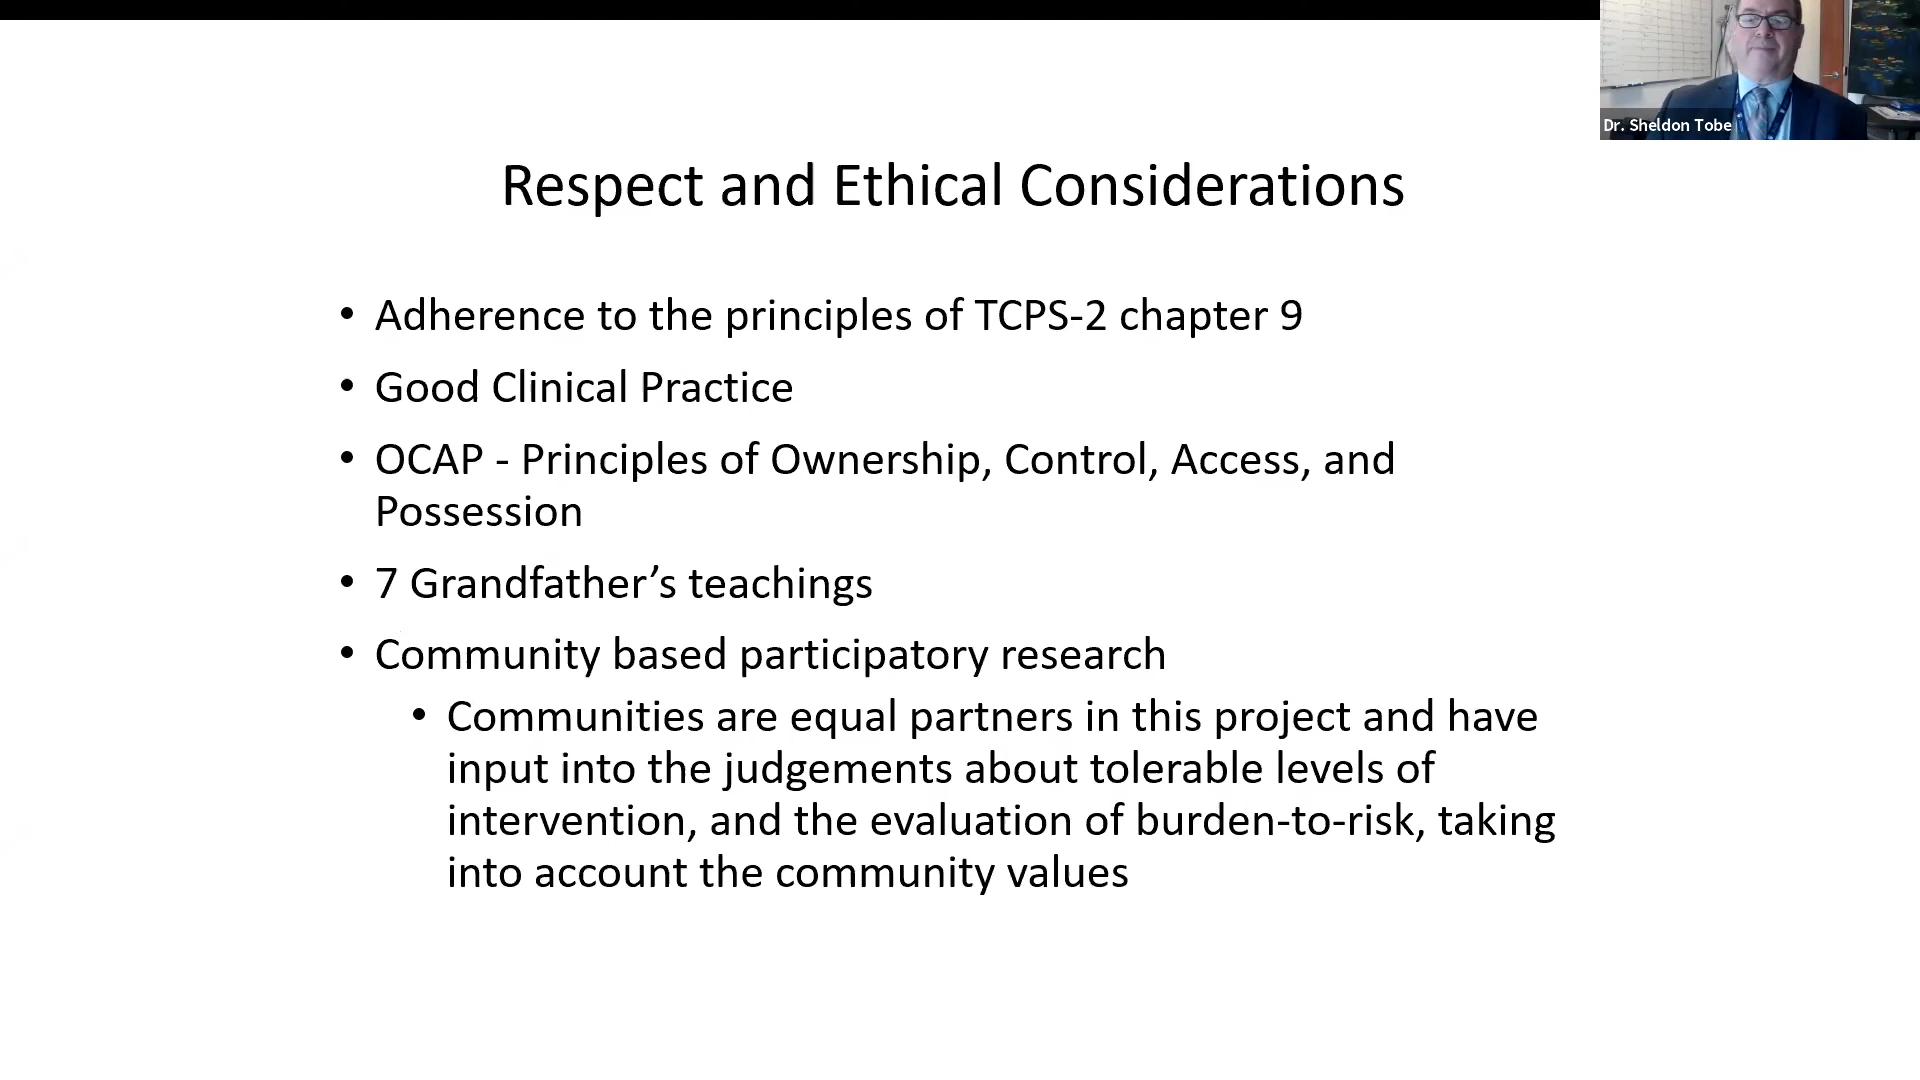 Dr. Sheldon Tobe
Respect and Ethical Considerations
• Adherence to the principles of TCPS-2 chapter 9
• Good Clinical Practice
• OCAP - Principles of Ownership, Control, Access, and
Possession
• 7 Grandfather’s teachings
• Community based participatory research
• Communities are equal partners in this project and have
input into the judgements about tolerable levels of
intervention, and the evaluation of burden-to-risk, taking
into account the community values